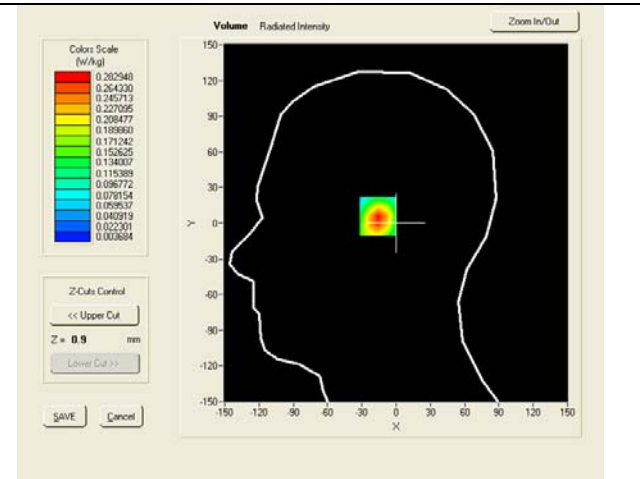 Volume Radiated Intensity
Zoom In/Out
Colors Scale
(W/kg)
0.282948
0.264330
0.245713
0.227095
0.208477
0.189860
0.171242
0.152625
0.134007
0.115389
0.096772
0.078154
0.059537
0.040919
0.022301
0.003684
Z-Cuts Control
<< Upper Cut
Z = 0.9 mm
Lower Cut >>
SAVE Cancel
150
120
90
60
30
0
-30
-60
-90
-120
-150
Y
-150 -120 -90 -60 -30 0 30 60 90 120 150
X